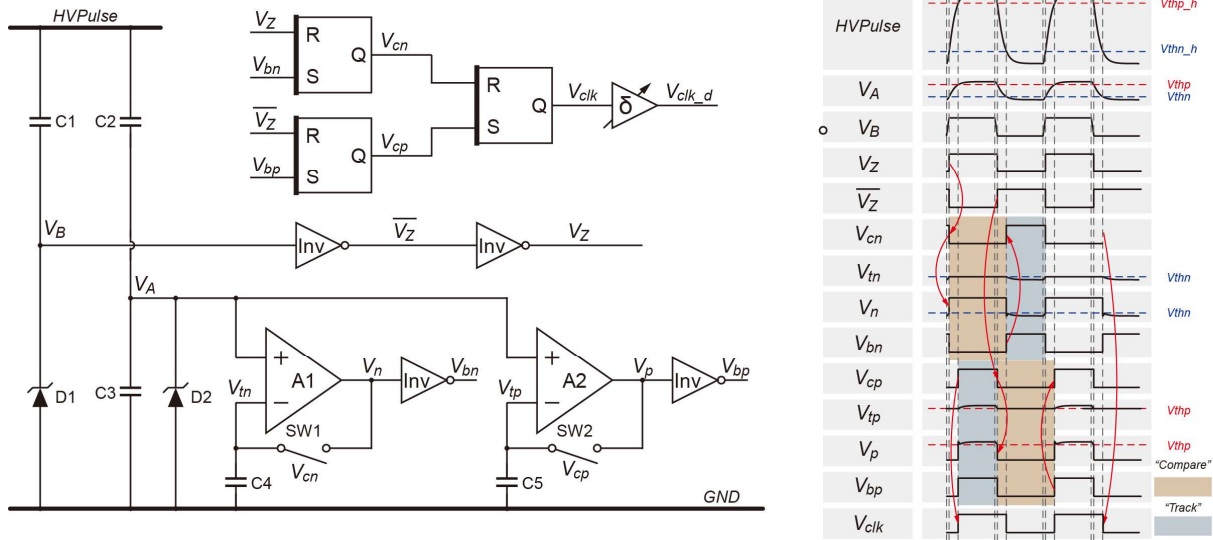 HVPulse
V_Z
R
V_cn
V_bn
S
Q
R
V_clk
δ
V_clk_d
Q
V̅_Z̅
R
S
V_bp
S
Q
V_cp
C1
C2
V_B
Inv
V̅_Z̅
Inv
V_Z
V_A
+
A1
−
V_tn
V_n
Inv
V_bn
SW1
V_cn
+
A2
−
V_tp
V_p
Inv
V_bp
SW2
V_cp
D1
C3
D2
C4
C5
GND
HVPulse
Vthp_h
Vthn_h
V_A
Vthp
Vthn
V_B
V_Z
V̅_Z̅
V_cn
V_tn
Vthn
V_n
Vthn
V_bn
V_cp
V_tp
Vthp
V_p
Vthp
V_bp
"Compare"
"Track"
V_clk